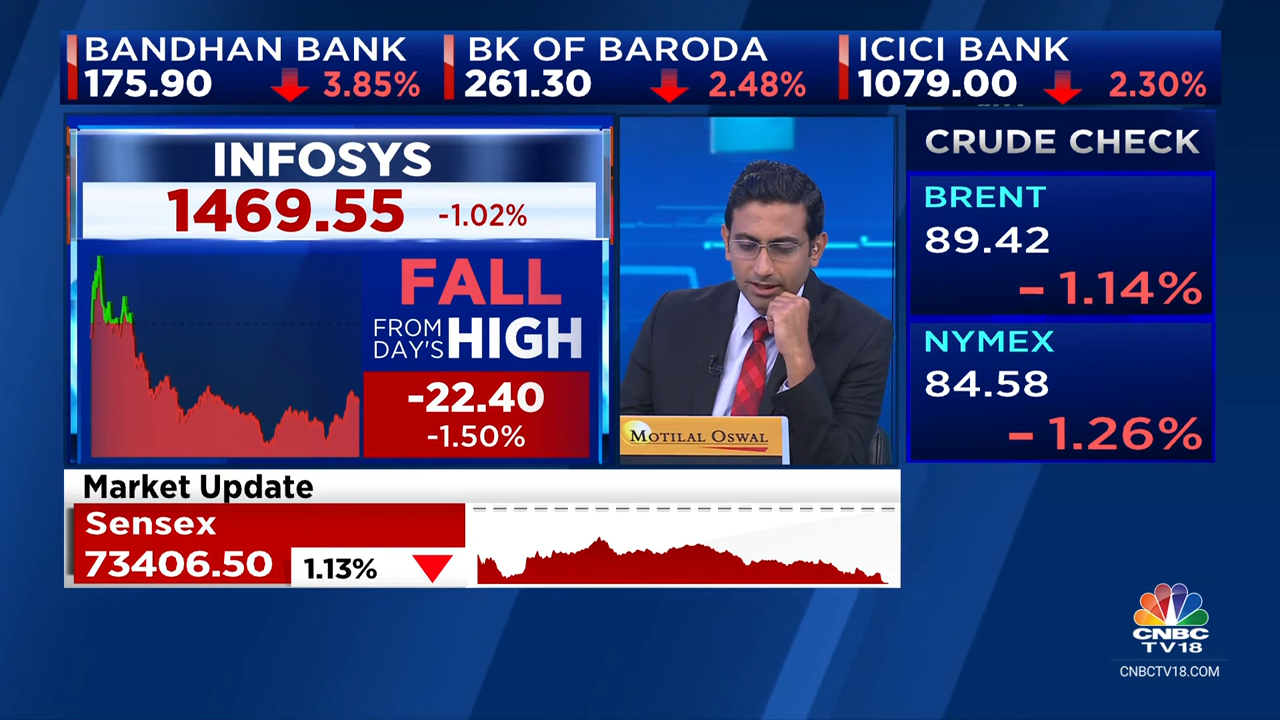 BANDHAN BANK
175.90 3.85%
BK OF BARODA
261.30 2.48%
ICICI BANK
1079.00 2.30%
INFOSYS
1469.55 -1.02%
FALL
FROM
DAY'S
HIGH
-22.40
-1.50%
MOTILAL OSWAL
CRUDE CHECK
BRENT
89.42
- 1.14%
NYMEX
84.58
- 1.26%
Market Update
Sensex
73406.50 1.13%
CNBC
TV18
CNBCTV18.COM